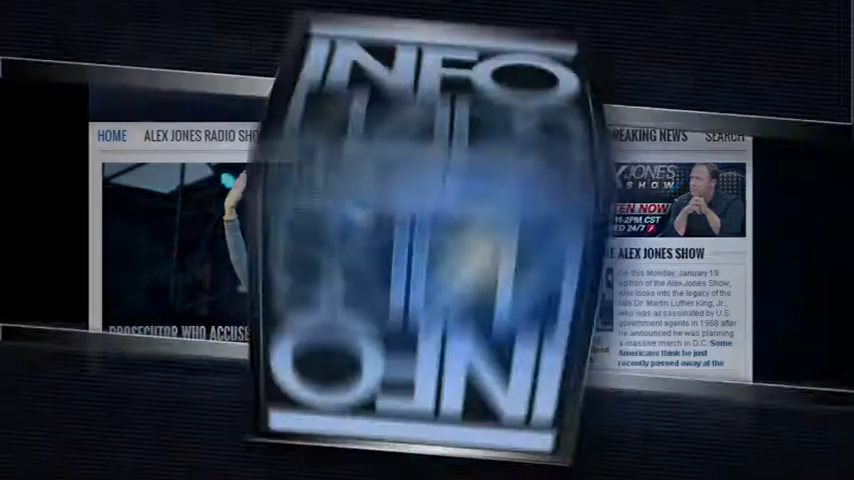 INFO
HOME ALEX JONES RADIO SHO
REAKING NEWS SEARCH
X JONES
SHOW
TEN NOW
11-2PM CST
ED 24/7
E ALEX JONES SHOW
On this Monday, January 19
edition of the Alex Jones Show,
Alex looks into the legacy of the
late Dr. Martin Luther King, Jr.,
who was assassinated by U.S.
government agents in 1968 after
he announced he was planning
a massive march in D.C. Some
Americans think he just
recently passed away at the
PROSECUTOR WHO ACCUSE
INFO